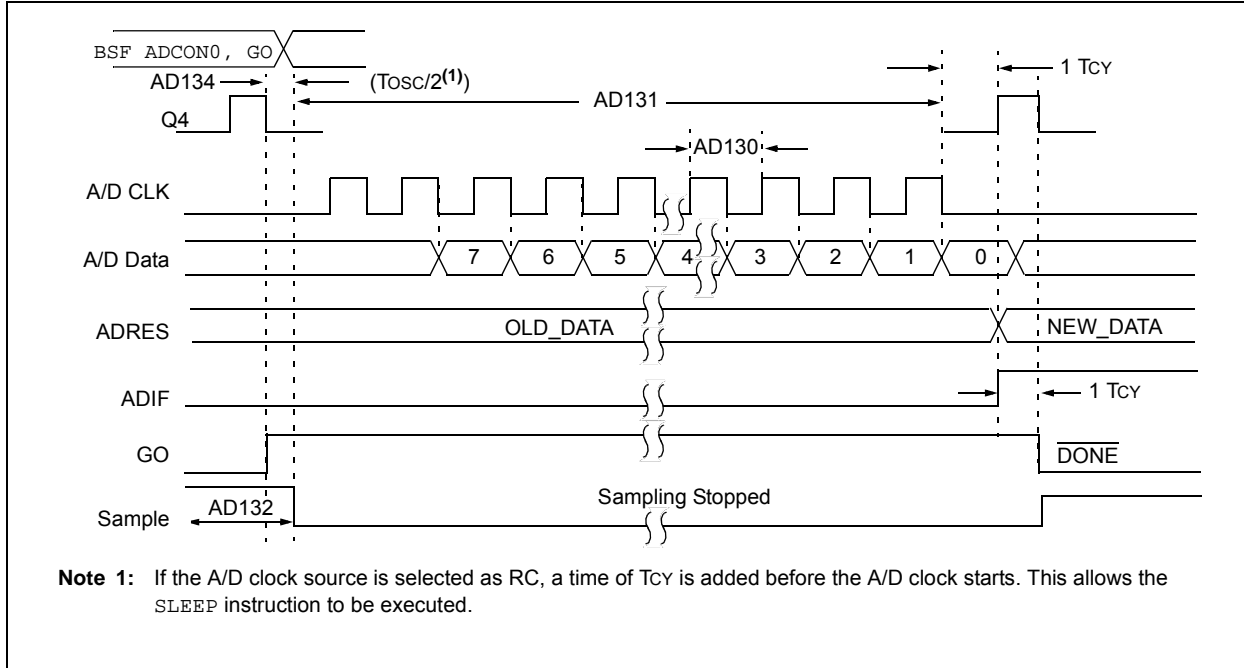 BSF ADCON0, GO
AD134
(TOSC/2(1))
1 TCY
AD131
Q4
AD130
A/D CLK
A/D Data
7 6 5 4 3 2 1 0
ADRES
OLD_DATA
NEW_DATA
ADIF
1 TCY
GO
DONE
Sampling Stopped
AD132
Sample
Note 1: If the A/D clock source is selected as RC, a time of TCY is added before the A/D clock starts. This allows the
SLEEP instruction to be executed.